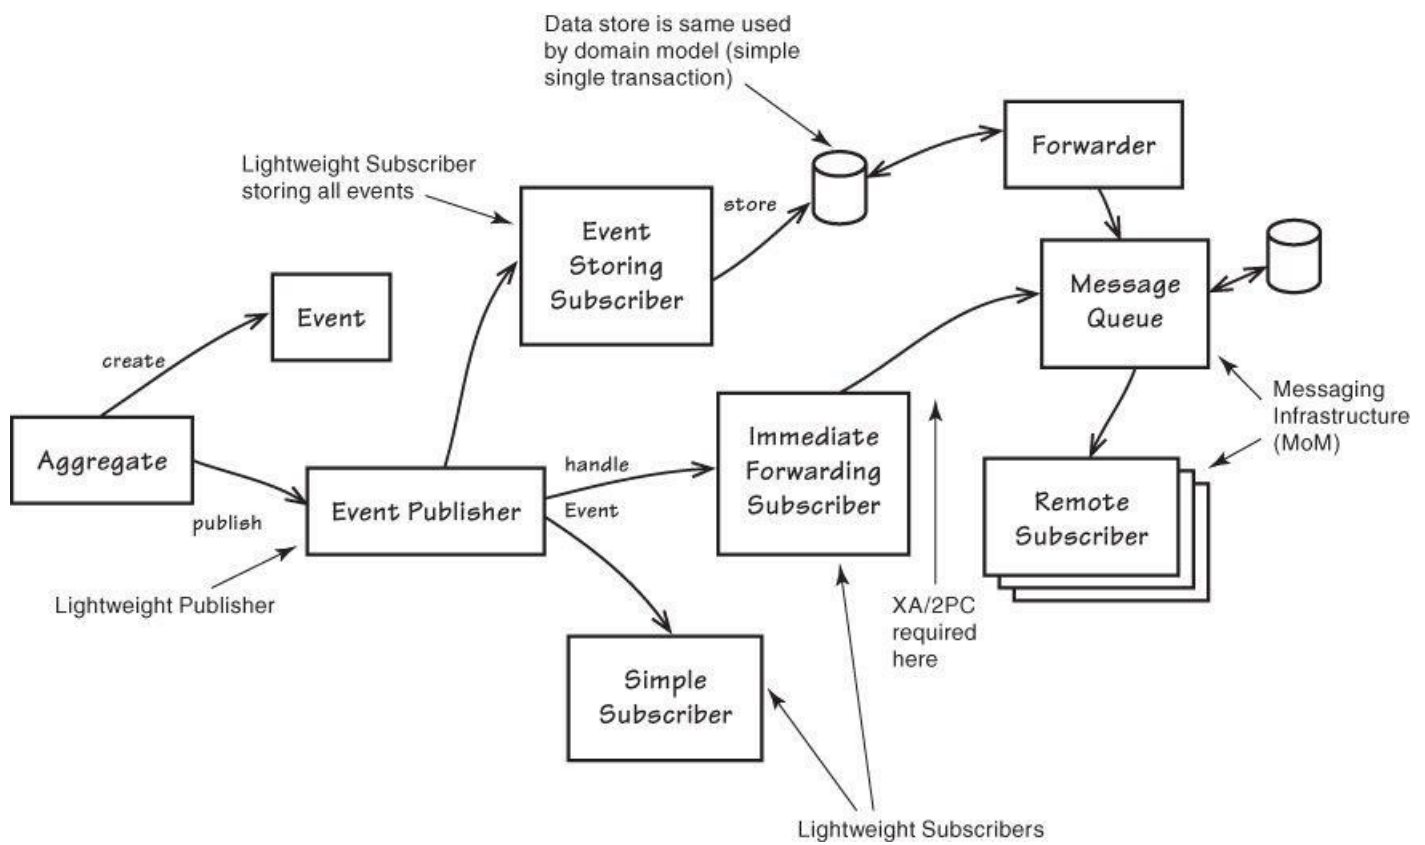 Data store is same used
by domain model (simple
single transaction)
Forwarder
Lightweight Subscriber
storing all events
store
Event
Storing
Subscriber
Message
Queue
Event
create
Messaging
Infrastructure
(MoM)
Aggregate
Immediate
Forwarding
Subscriber
handle
Event
publish
Event Publisher
Remote
Subscriber
Lightweight Publisher
XA/2PC
required
here
Simple
Subscriber
Lightweight Subscribers